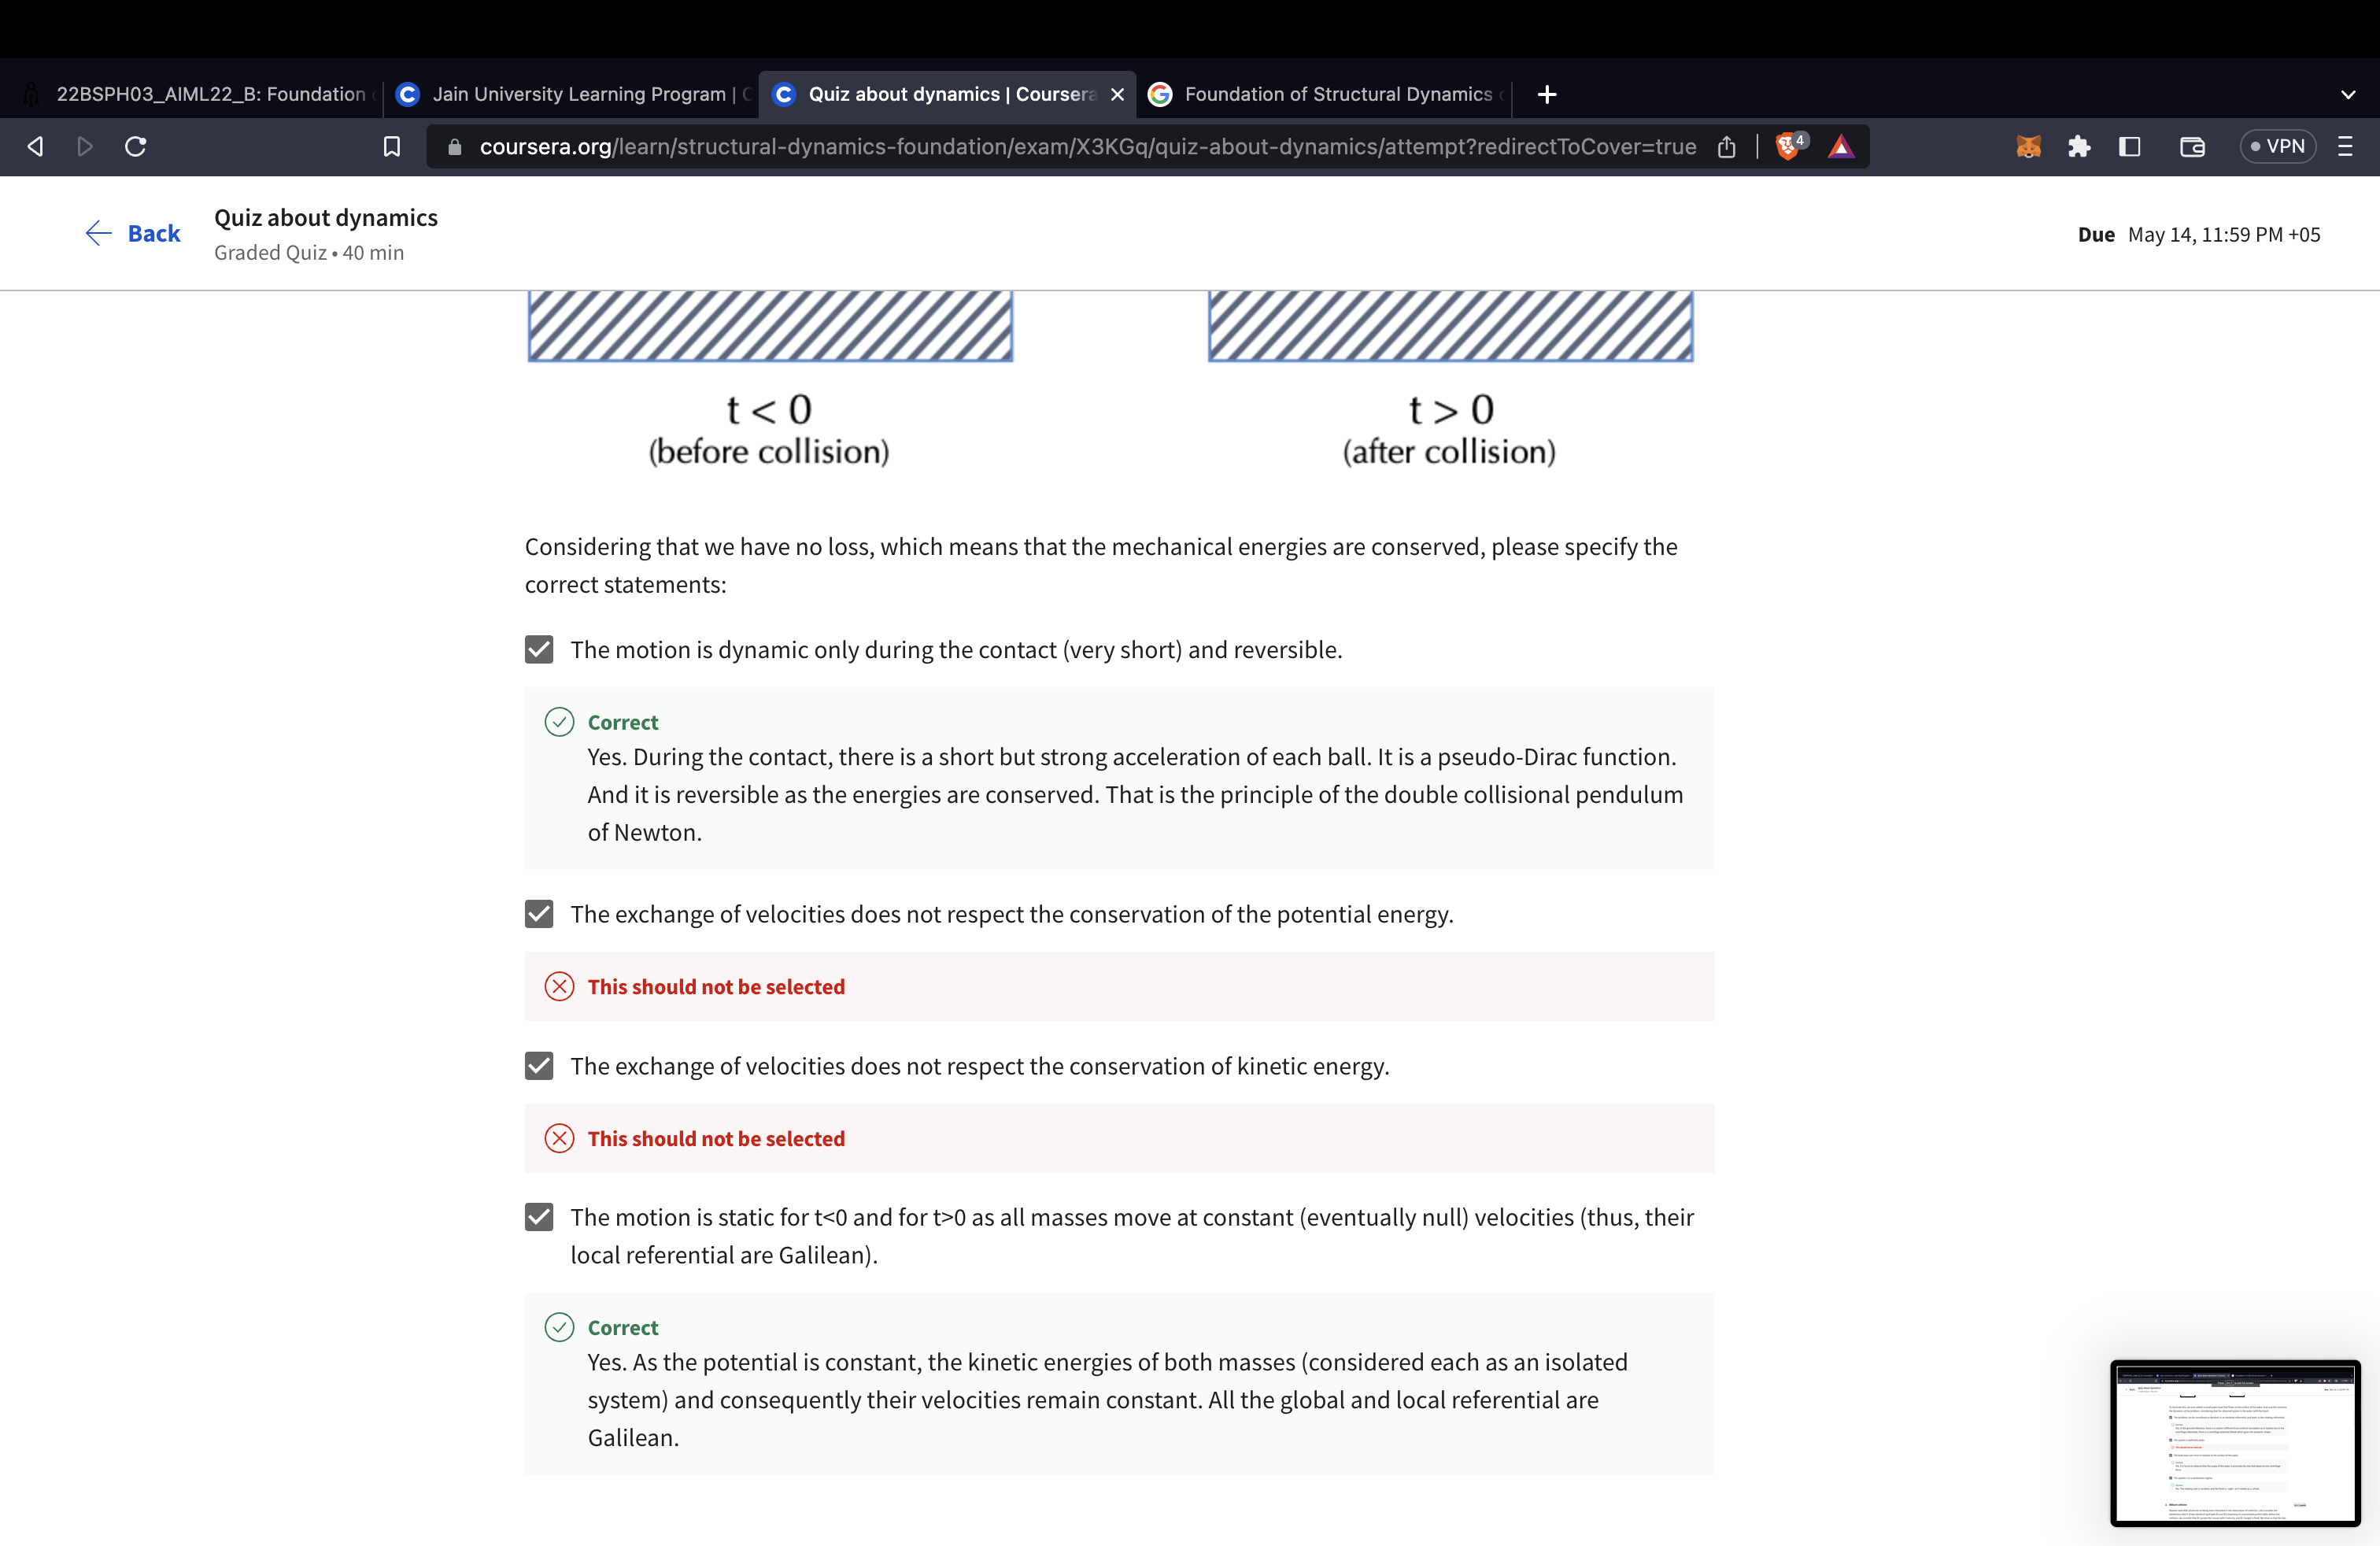 22BSPH03_AIML22_B: Foundation
Jain University Learning Program | C
Quiz about dynamics | Coursera
Foundation of Structural Dynamics
coursera.org/learn/structural-dynamics-foundation/exam/X3KGq/quiz-about-dynamics/attempt?redirectToCover=true
4
VPN
Back
Quiz about dynamics
Graded Quiz • 40 min
Due May 14, 11:59 PM +05
t < 0
(before collision)
t > 0
(after collision)
Considering that we have no loss, which means that the mechanical energies are conserved, please specify the
correct statements:
The motion is dynamic only during the contact (very short) and reversible.
Correct
Yes. During the contact, there is a short but strong acceleration of each ball. It is a pseudo-Dirac function.
And it is reversible as the energies are conserved. That is the principle of the double collisional pendulum
of Newton.
The exchange of velocities does not respect the conservation of the potential energy.
This should not be selected
The exchange of velocities does not respect the conservation of kinetic energy.
This should not be selected
The motion is static for t<0 and for t>0 as all masses move at constant (eventually null) velocities (thus, their
local referential are Galilean).
Correct
Yes. As the potential is constant, the kinetic energies of both masses (considered each as an isolated
system) and consequently their velocities remain constant. All the global and local referential are
Galilean.